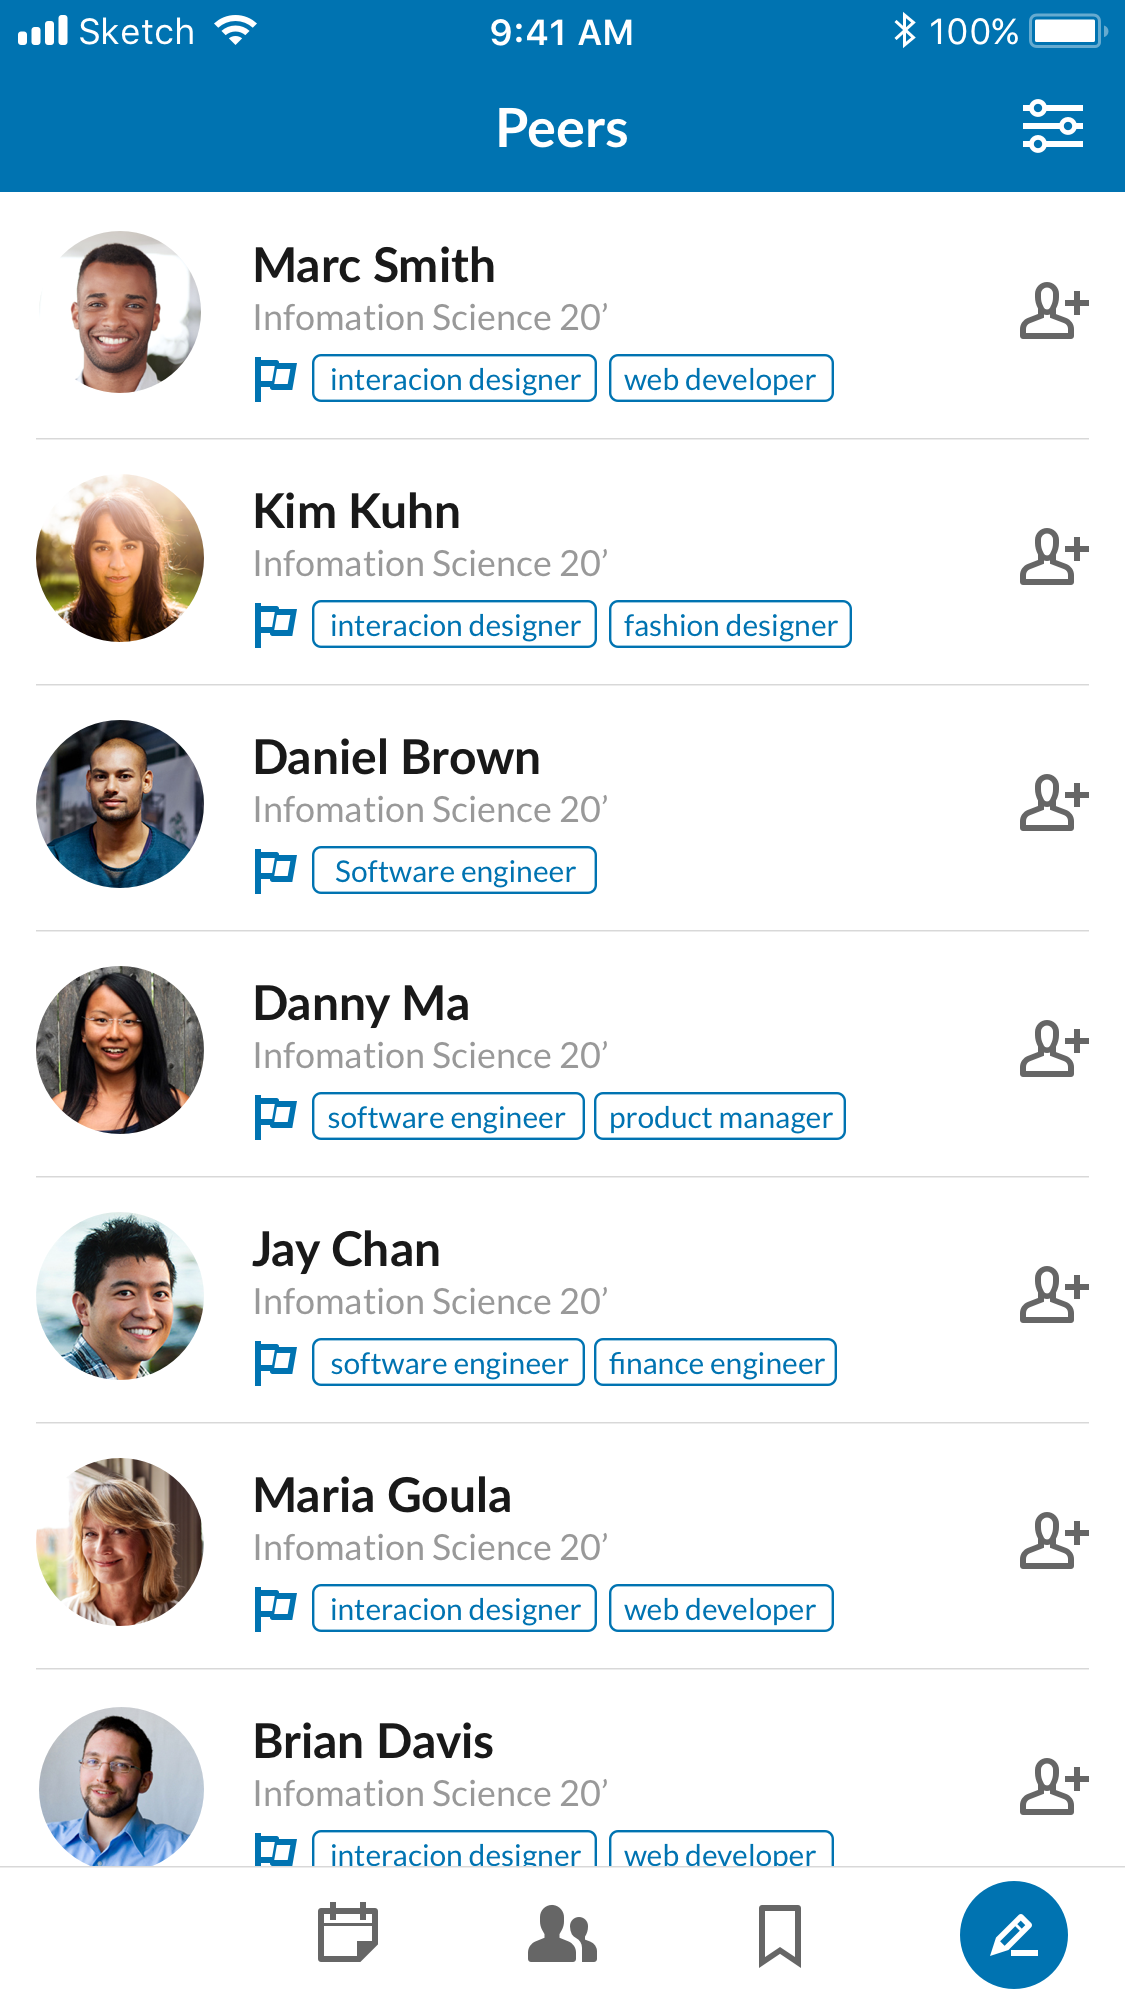 Sketch 9:41 AM 100%
Peers
Marc Smith
Infomation Science 20’
interacion designer web developer
Kim Kuhn
Infomation Science 20’
interacion designer fashion designer
Daniel Brown
Infomation Science 20’
Software engineer
Danny Ma
Infomation Science 20’
software engineer product manager
Jay Chan
Infomation Science 20’
software engineer finance engineer
Maria Goula
Infomation Science 20’
interacion designer web developer
Brian Davis
Infomation Science 20’
interacion designer web developer